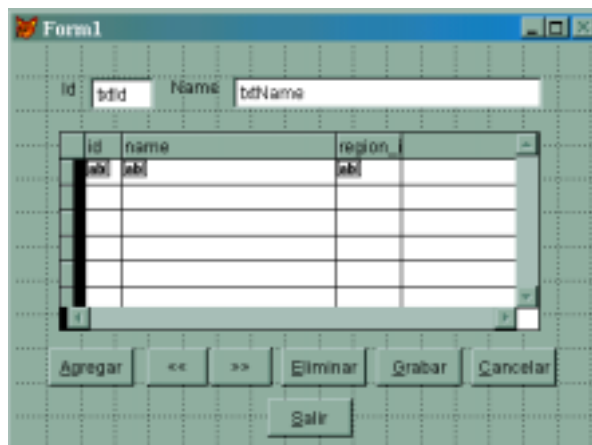 Form1
Id txtId Name txtName
id name region_i
ab ab ab
Agregar << >> Eliminar Grabar Cancelar
Salir